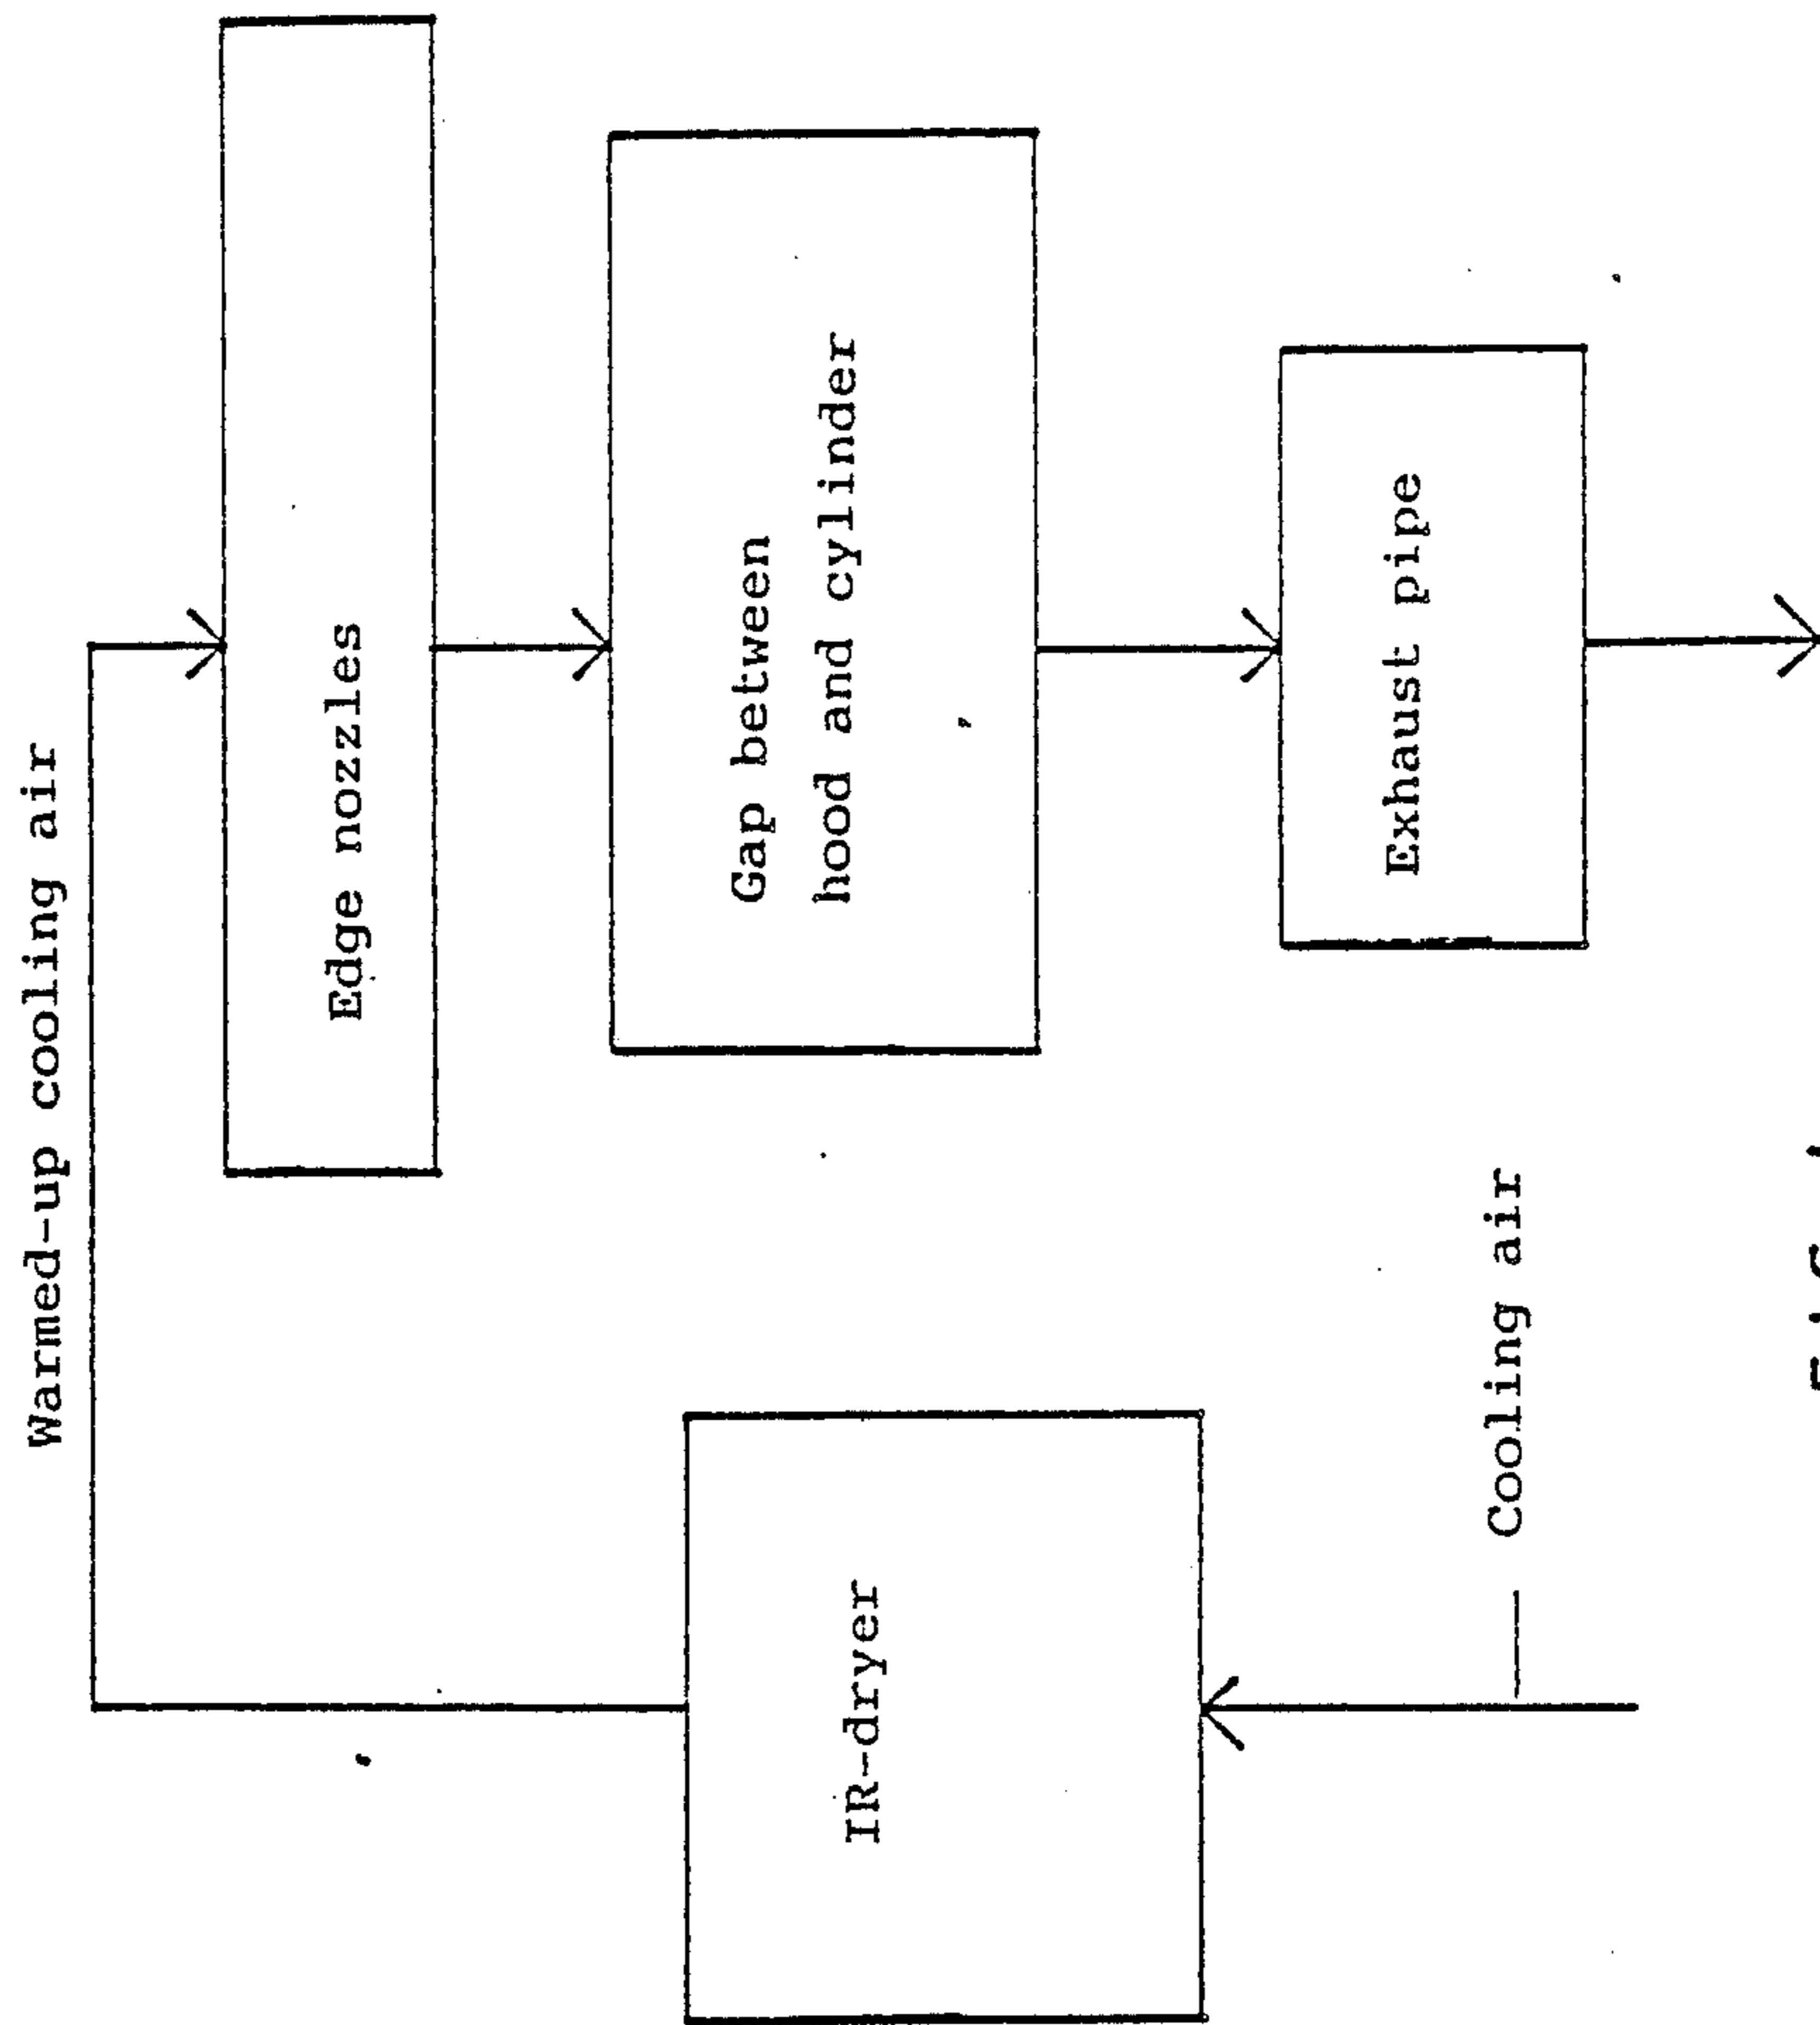 Warmed-up cooling air
Edge nozzles
Gap between
hood and cylinder
Exhaust pipe
IR-dryer
Cooling air